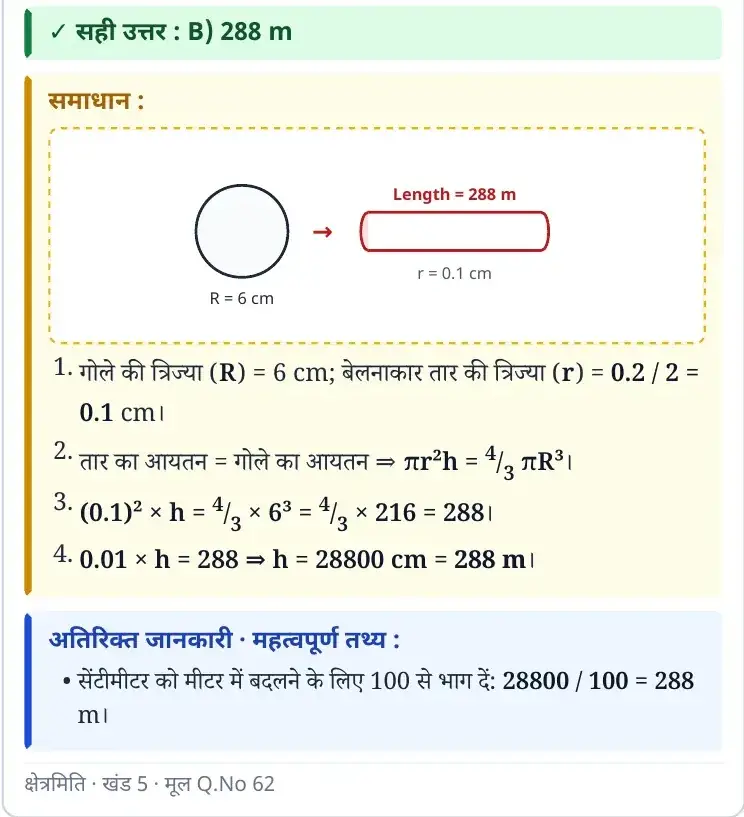 ✓ सही उत्तर : B) 288 m
समाधान :
Length = 288 m
→
r = 0.1 cm
R = 6 cm
1. गोले की त्रिज्या (R) = 6 cm; बेलनाकार तार की त्रिज्या (r) = 0.2 / 2 =
0.1 cm।
2. तार का आयतन = गोले का आयतन ⇒ πr²h = ⁴/₃ πR³।
3. (0.1)² × h = ⁴/₃ × 6³ = ⁴/₃ × 216 = 288।
4. 0.01 × h = 288 ⇒ h = 28800 cm = 288 m।
अतिरिक्त जानकारी · महत्वपूर्ण तथ्य :
• सेंटीमीटर को मीटर में बदलने के लिए 100 से भाग दें: 28800 / 100 = 288
m।
क्षेत्रमिति · खंड 5 · मूल Q.No 62